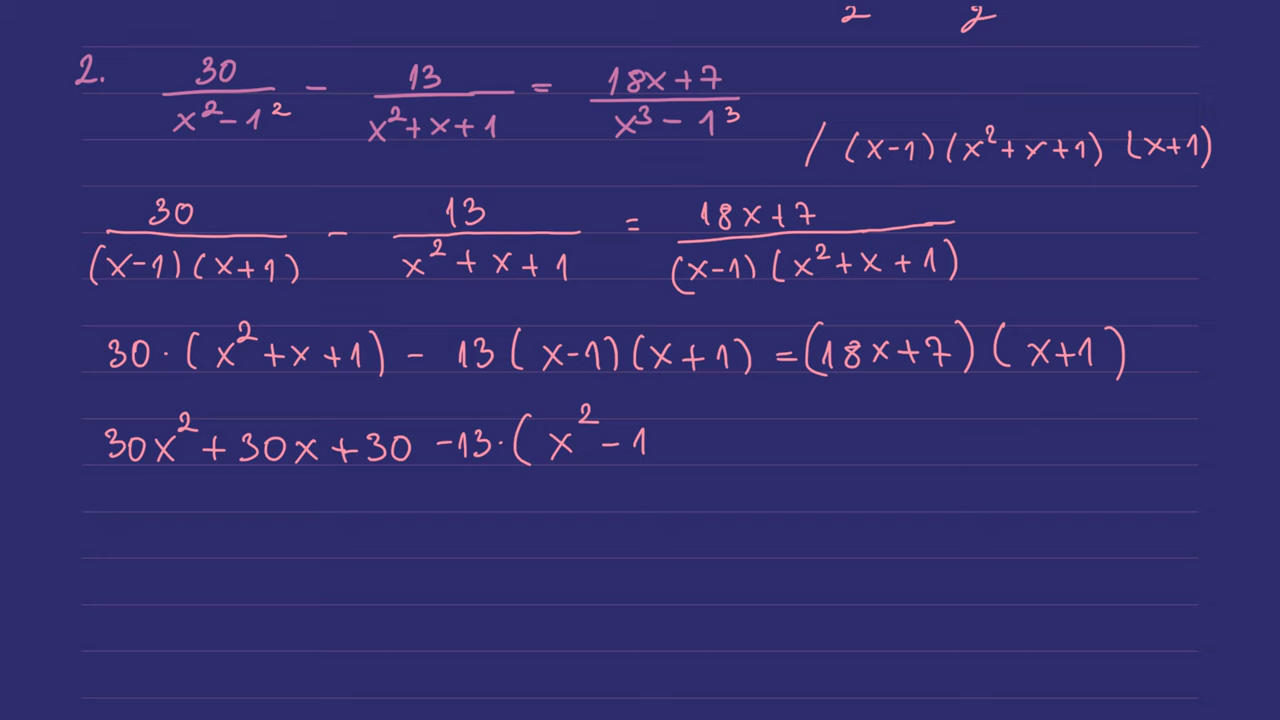 2. 30/(x²-1²) - 13/(x²+x+1) = (18x+7)/(x³-1³)
/ (x-1)(x²+x+1)(x+1)
30/((x-1)(x+1)) - 13/(x²+x+1) = (18x+7)/((x-1)(x²+x+1))
30·(x²+x+1) - 13(x-1)(x+1) = (18x+7)(x+1)
30x²+30x+30 -13·(x²-1